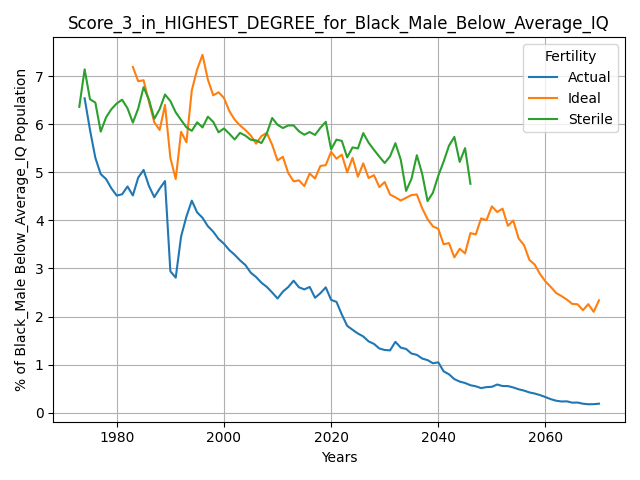 Score_3_in_HIGHEST_DEGREE_for_Black_Male_Below_Average_IQ
% of Black_Male Below_Average_IQ Population
7
6
5
4
3
2
1
0
Fertility
Actual
Ideal
Sterile
1980
2000
2020
2040
2060
Years